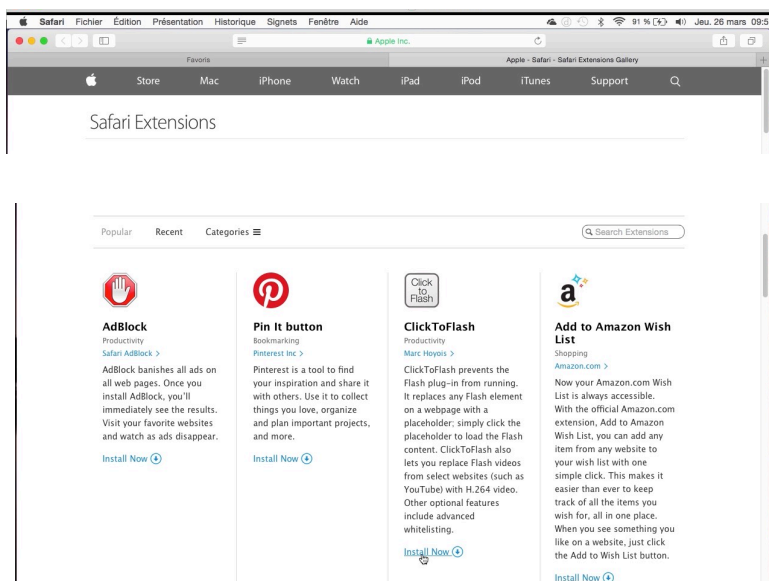 Safari Fichier Édition Présentation Historique Signets Fenêtre Aide 91 % Jeu. 26 mars 09:5
Apple Inc.
Favoris Apple - Safari - Safari Extensions Gallery
Store Mac iPhone Watch iPad iPod iTunes Support
Safari Extensions
Popular Recent Categories Search Extensions
Click
to
Flash
AdBlock
Productivity
Safari AdBlock >
AdBlock banishes all ads on
all web pages. Once you
install AdBlock, you'll
immediately see the results.
Visit your favorite websites
and watch as ads disappear.
Install Now
Pin It button
Bookmarking
Pinterest Inc >
Pinterest is a tool to find
your inspiration and share it
with others. Use it to collect
things you love, organize
and plan important projects,
and more.
Install Now
ClickToFlash
Productivity
Marc Hoyois >
ClickToFlash prevents the
Flash plug-in from running.
It replaces any Flash element
on a webpage with a
placeholder; simply click the
placeholder to load the Flash
content. ClickToFlash also
lets you replace Flash videos
from select websites (such as
YouTube) with H.264 video.
Other optional features
include advanced
whitelisting.
Install Now
Add to Amazon Wish
List
Shopping
Amazon.com >
Now your Amazon.com Wish
List is always accessible.
With the official Amazon.com
extension, Add to Amazon
Wish List, you can add any
item from any website to
your wish list with one
simple click. This makes it
easier than ever to keep
track of all the items you
wish for, all in one place.
When you see something you
like on a website, just click
the Add to Wish List button.
Install Now